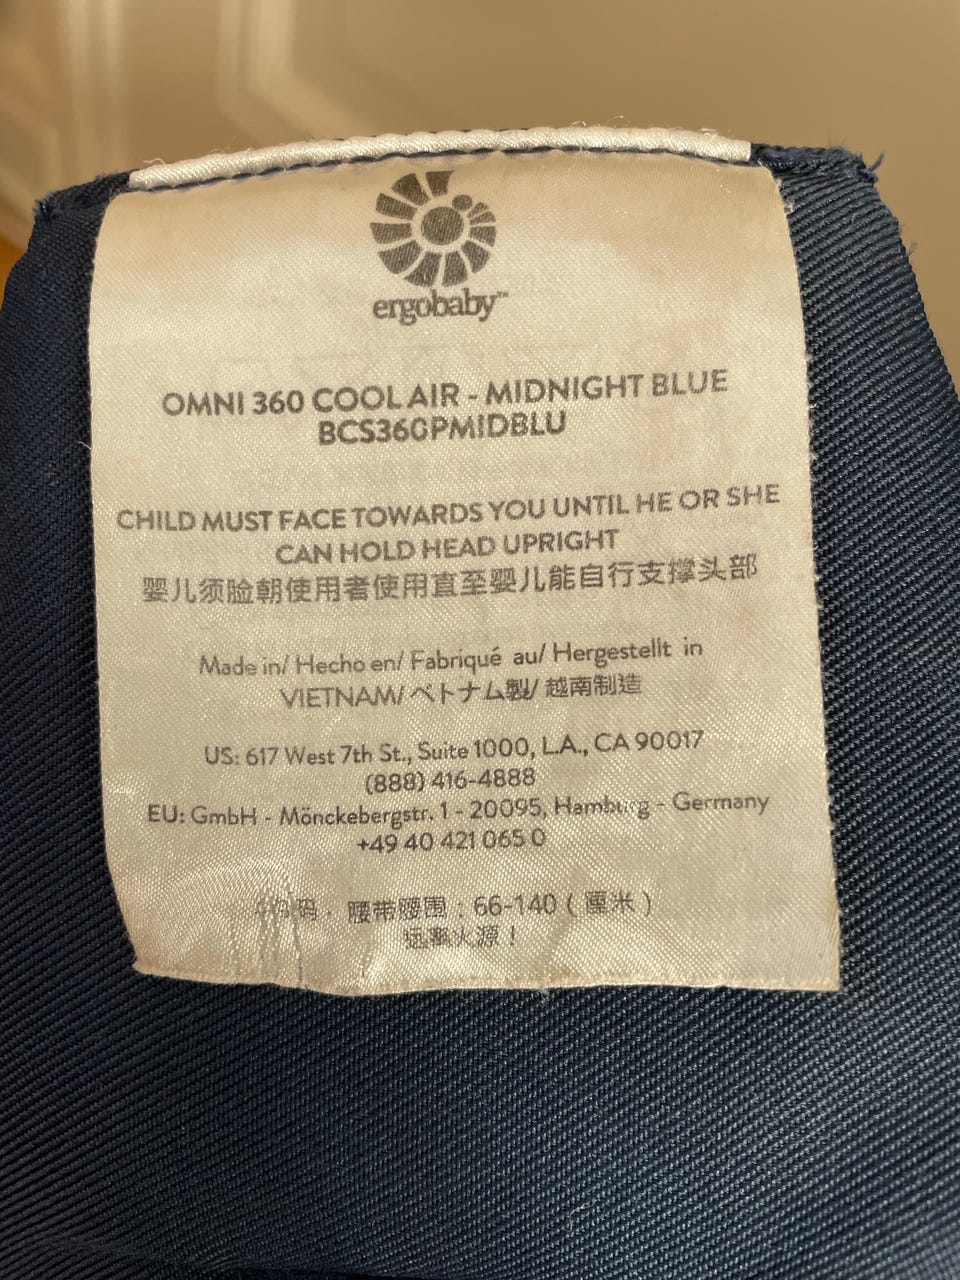 ergobaby™
OMNI 360 COOL AIR - MIDNIGHT BLUE
BCS360PMIDBLU
CHILD MUST FACE TOWARDS YOU UNTIL HE OR SHE
CAN HOLD HEAD UPRIGHT
婴儿须脸朝使用者使用直至婴儿能自行支撑头部
Made in/ Hecho en/ Fabriqué au/ Hergestellt in
VIETNAM/ベトナム製/ 越南制造
US: 617 West 7th St., Suite 1000, L.A., CA 90017
(888) 416-4888
EU: GmbH - Mönckebergstr. 1 - 20095, Hamburg - Germany
+49 40 421 065 0
腰带腰围：66-140（厘米）
远离火源！